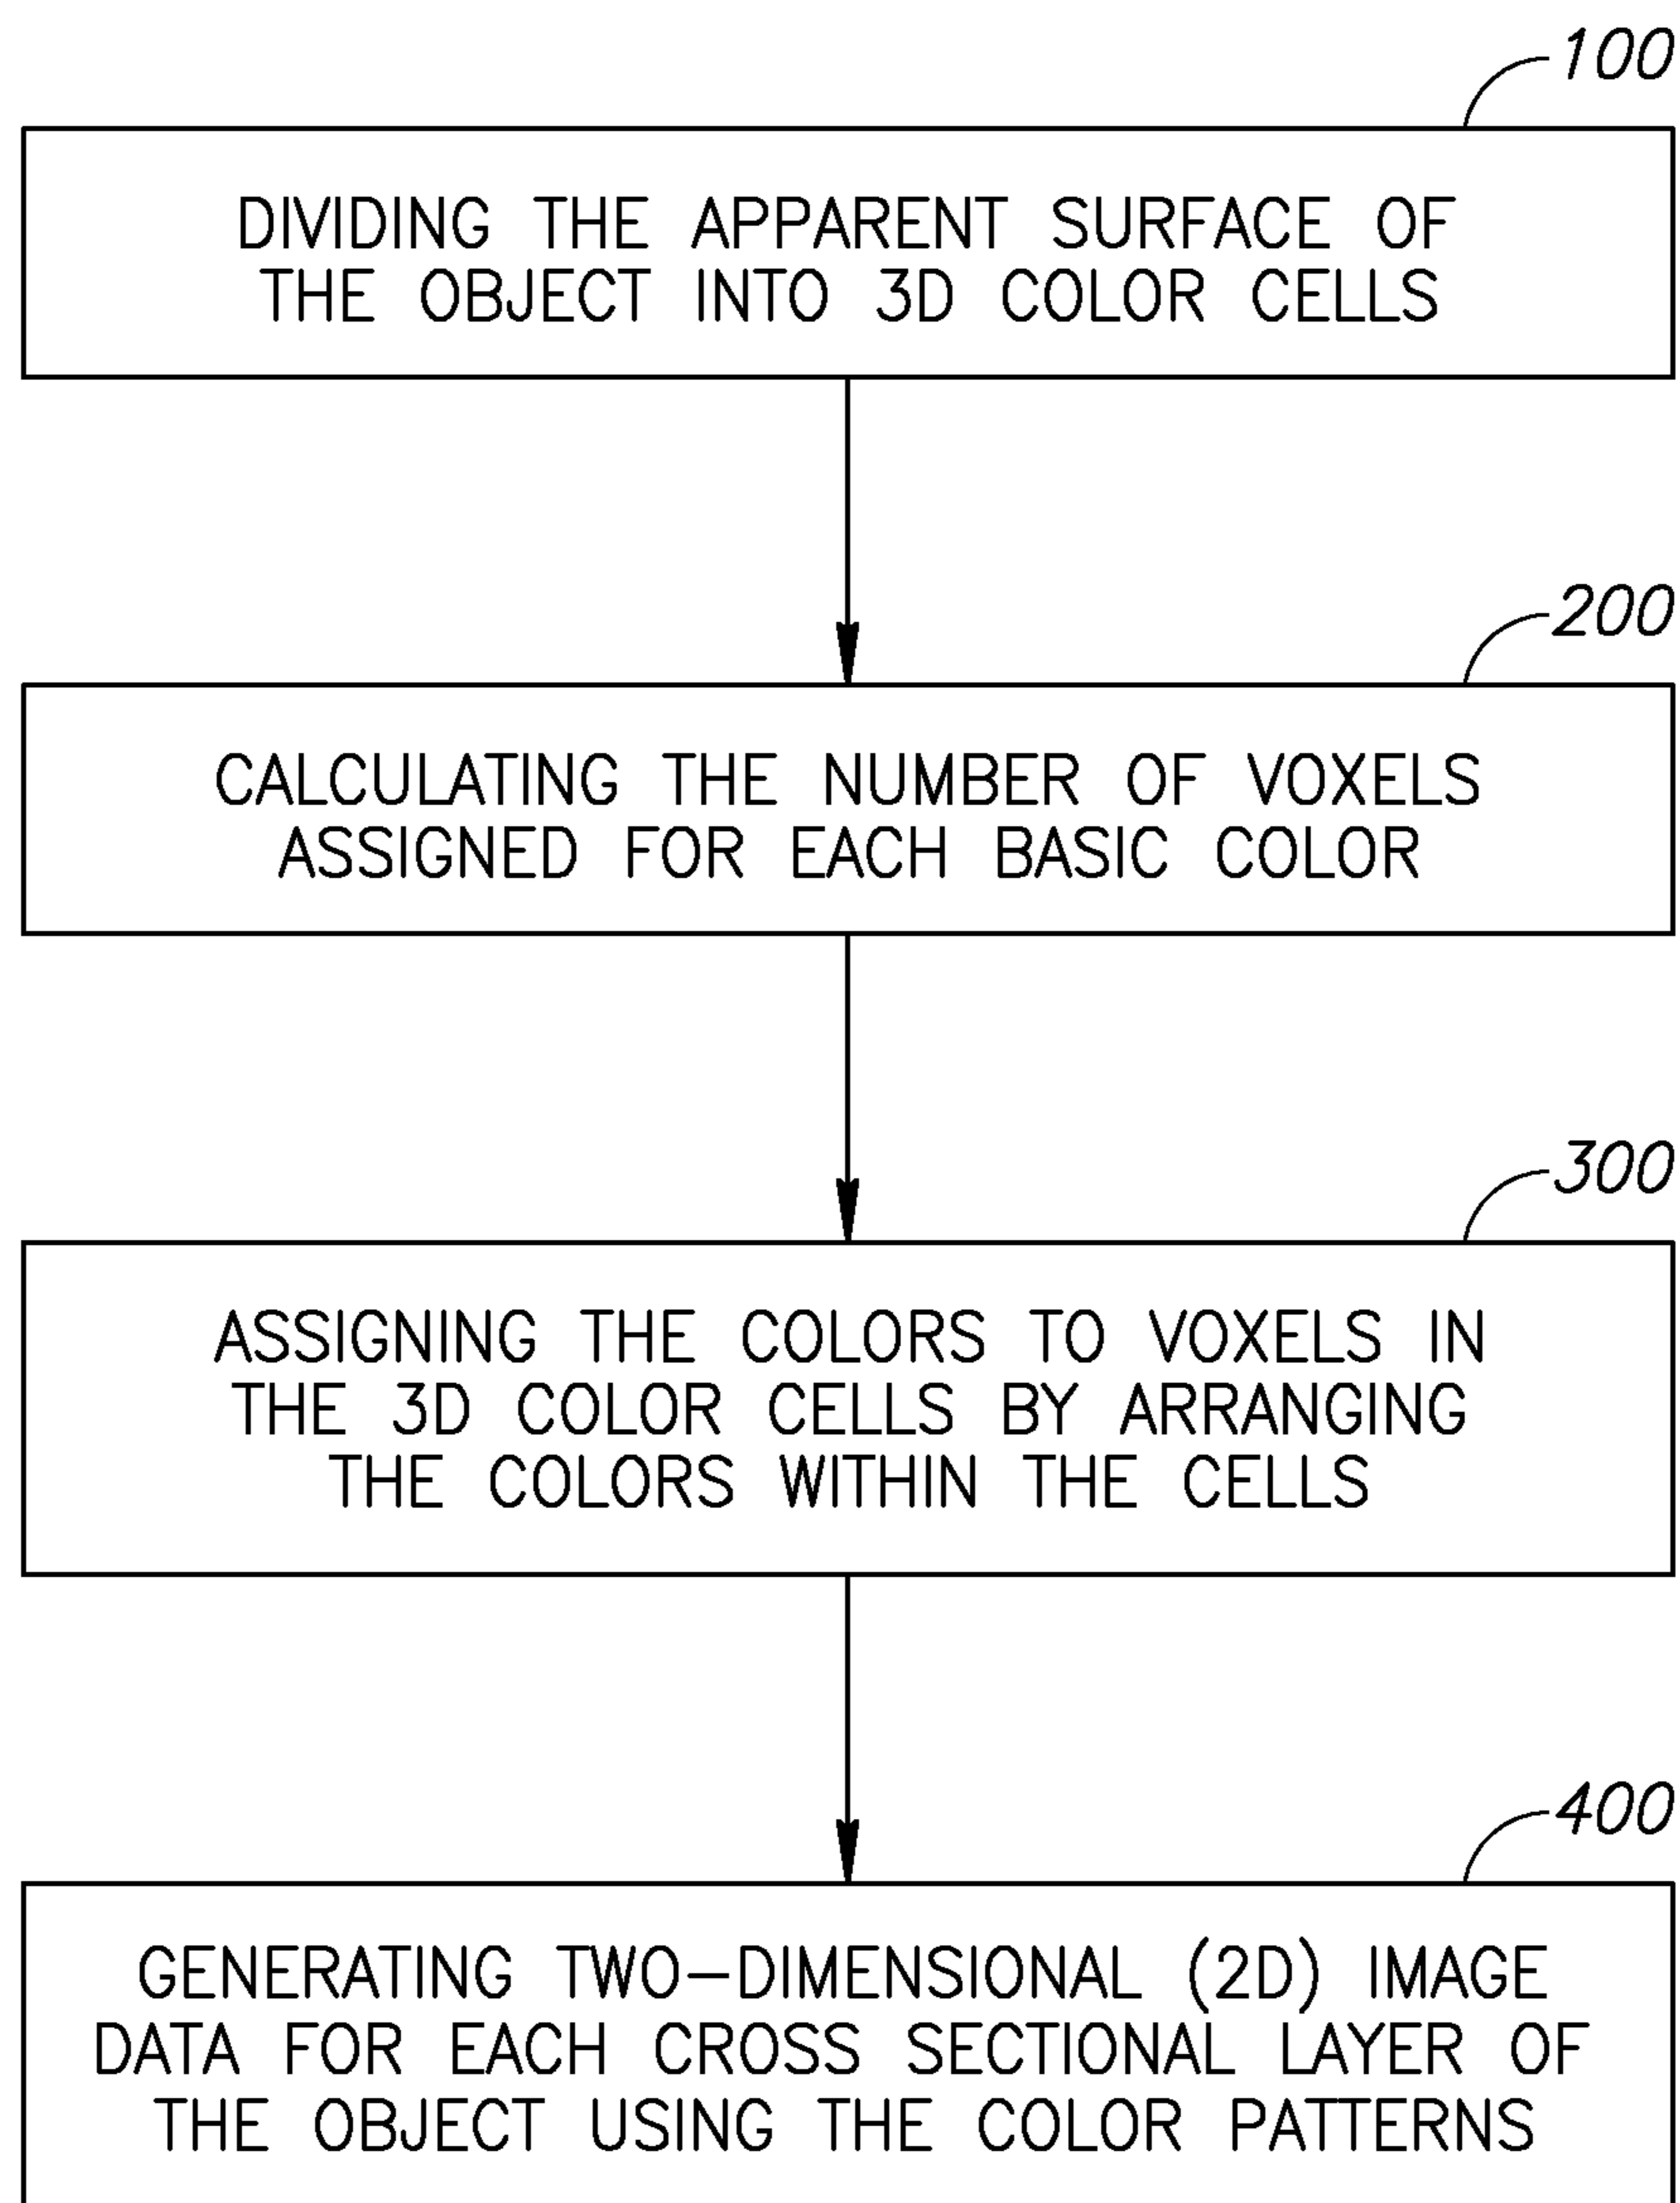 100
DIVIDING THE APPARENT SURFACE OF
THE OBJECT INTO 3D COLOR CELLS
200
CALCULATING THE NUMBER OF VOXELS
ASSIGNED FOR EACH BASIC COLOR
300
ASSIGNING THE COLORS TO VOXELS IN
THE 3D COLOR CELLS BY ARRANGING
THE COLORS WITHIN THE CELLS
400
GENERATING TWO-DIMENSIONAL (2D) IMAGE
DATA FOR EACH CROSS SECTIONAL LAYER OF
THE OBJECT USING THE COLOR PATTERNS